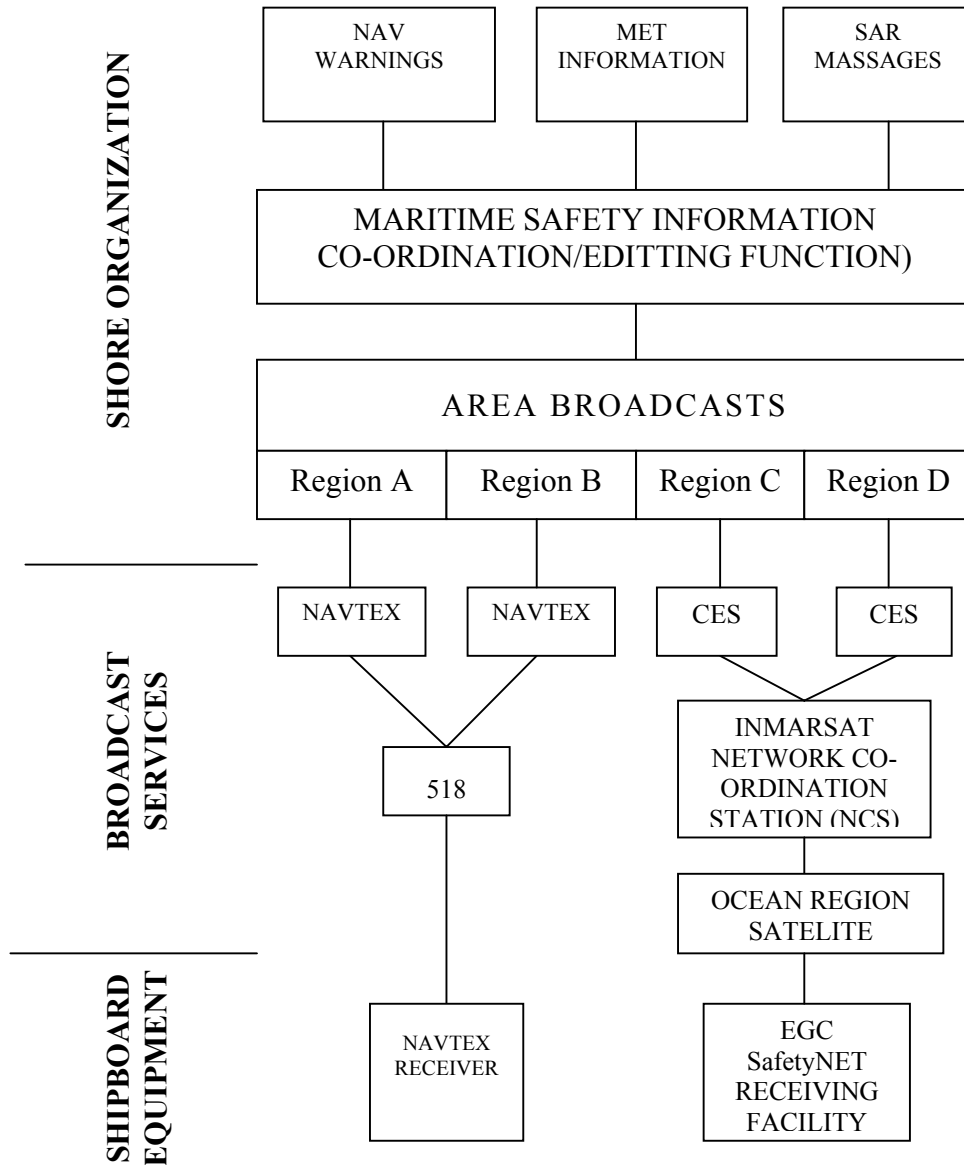 NAV
WARNINGS
MET
INFORMATION
SAR
MASSAGES
SHORE ORGANIZATION
MARITIME SAFETY INFORMATION
CO-ORDINATION/EDITTING FUNCTION)
AREA BROADCASTS
Region A
Region B
Region C
Region D
BROADCAST
SERVICES
NAVTEX
NAVTEX
CES
CES
518
INMARSAT
NETWORK CO-
ORDINATION
STATION (NCS)
OCEAN REGION
SATELITE
SHIPBOARD
EQUIPMENT
NAVTEX
RECEIVER
EGC
SafetyNET
RECEIVING
FACILITY